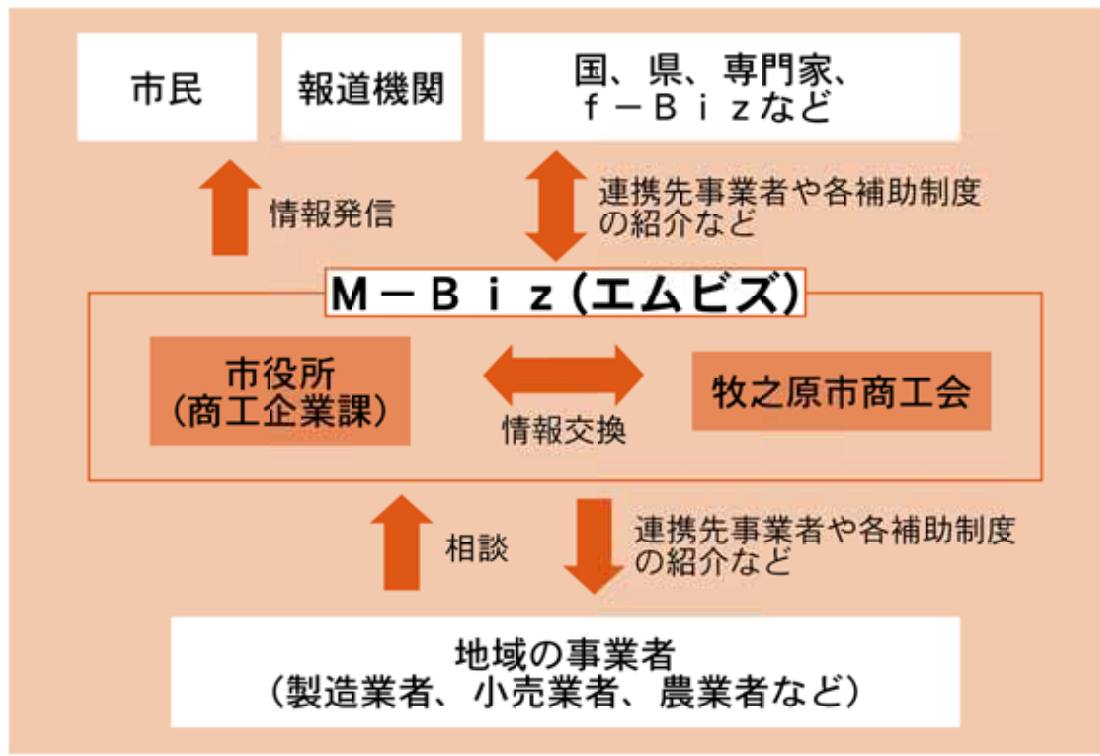 市民
報道機関
国、県、専門家、
f－Bizなど
情報発信
連携先事業者や各補助制度
の紹介など
M－Biz(エムビズ)
市役所
(商工企業課)
情報交換
牧之原市商工会
相談
連携先事業者や各補助制度
の紹介など
地域の事業者
(製造業者、小売業者、農業者など)